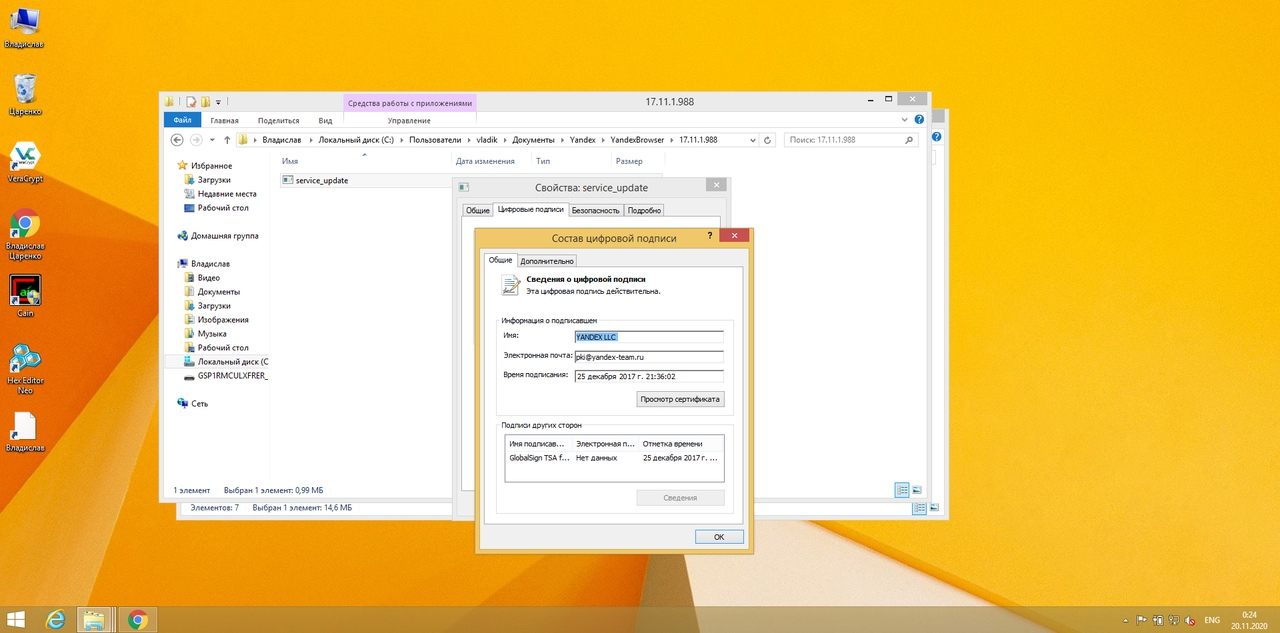 Владислав
Царенко
VeraCrypt
Владислав
Царенко
Cain
Hex Editor
Neo
Владислав
Средства работы с приложениями
17.11.1.988
Файл
Главная
Поделиться
Вид
Управление
Владислав
Локальный диск (C:)
Пользователи
vladik
Документы
Yandex
YandexBrowser
17.11.1.988
Поиск: 17.11.1.988
Избранное
Загрузки
Недавние места
Рабочий стол
Домашняя группа
Владислав
Видео
Документы
Загрузки
Изображения
Музыка
Рабочий стол
Локальный диск (C
GSP1RMCULXFRER_
Сеть
Имя
Дата изменения
Тип
Размер
service_update
1 элемент
Выбран 1 элемент: 0,99 МБ
Элементов: 7
Выбран 1 элемент: 14,6 МБ
Свойства: service_update
Общие
Цифровые подписи
Безопасность
Подробно
Состав цифровой подписи
?
Общие
Дополнительно
Сведения о цифровой подписи
Эта цифровая подпись действительна.
Информация о подписавшем
Имя:
YANDEX LLC
Электронная почта:
pki@yandex-team.ru
Время подписания:
25 декабря 2017 г. 21:36:02
Просмотр сертификата
Подписи других сторон
Имя подписав...
Электронная п...
Отметка времени
GlobalSign TSA f...
Нет данных
25 декабря 2017 г. ...
Сведения
ОК
ENG
0:24
20.11.2020